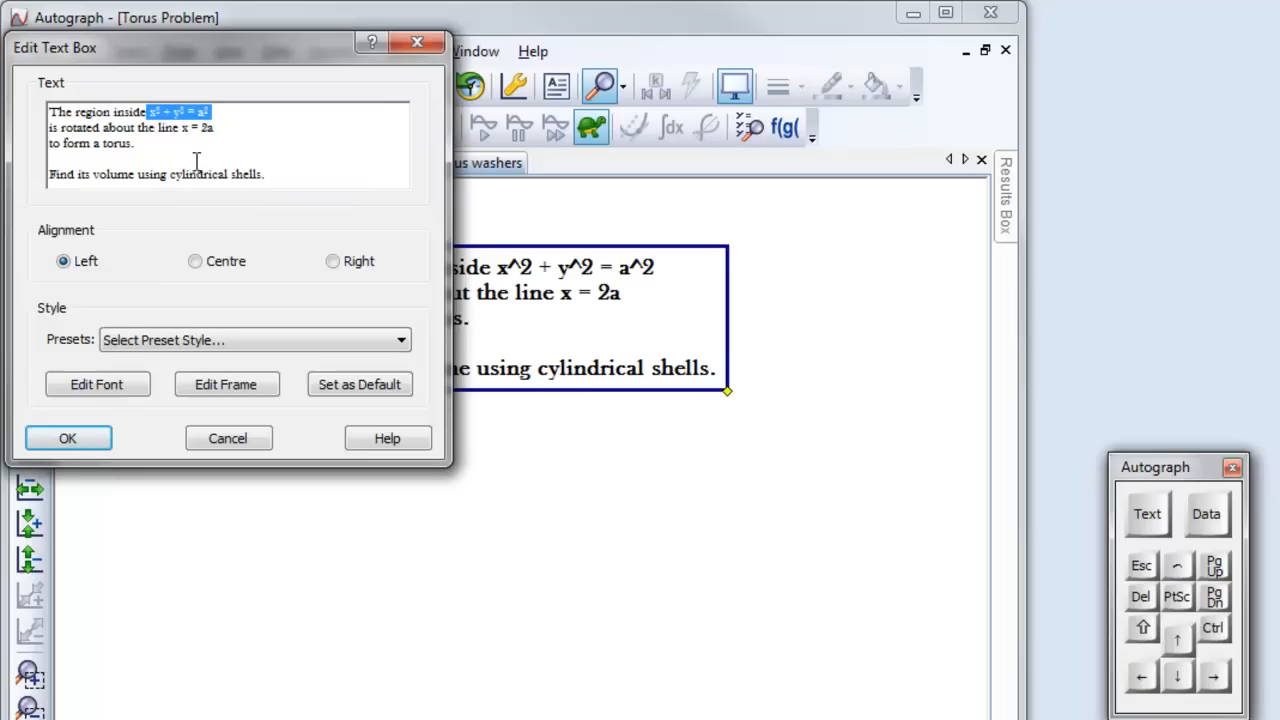 Autograph - [Torus Problem]
Edit Text Box
?
Window Help
Text
The region inside x² + y² = a²
is rotated about the line x = 2a
to form a torus.
Find its volume using cylindrical shells.
∫dx
f(g(
us washers
Results Box
Alignment
Left
Centre
Right
side x^2 + y^2 = a^2
ut the line x = 2a
s.
ne using cylindrical shells.
Style
Presets: Select Preset Style...
Edit Font
Edit Frame
Set as Default
OK
Cancel
Help
Autograph
Text
Data
Esc
Pg Up
Del
PtSc
Pg Dn
Ctrl